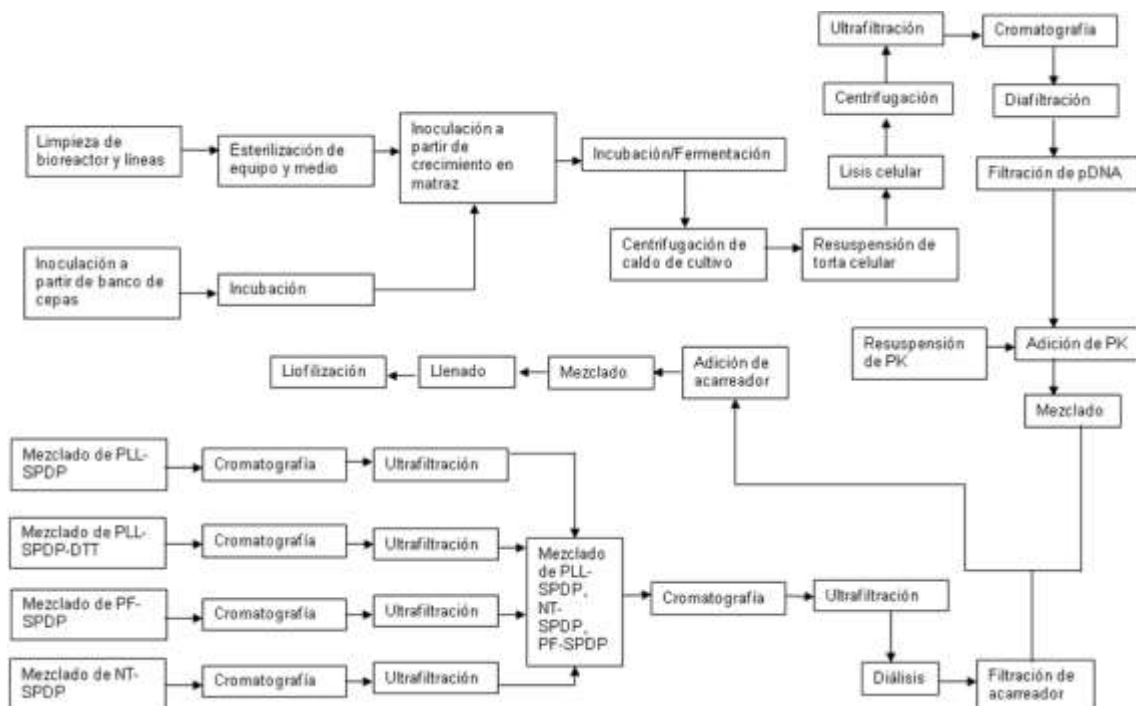 Ultrafiltración
Cromatografía
Centrifugación
Diafiltración
Limpieza de
bioreactor y líneas
Esterilización de
equipo y medio
Inoculación a
partir de
crecimiento en
matraz
Incubación/Fermentación
Lisis celular
Filtración de pDNA
Centrifugación de
caldo de cultivo
Resuspensión de
torta celular
Inoculación a
partir de banco de
cepas
Incubación
Resuspensión
de PK
Adición de PK
Liofilización
Llenado
Mezclado
Adición de
acarreador
Mezclado
Mezclado de PLL-
SPDP
Cromatografía
Ultrafiltración
Mezclado de PLL-
SPDP-DTT
Cromatografía
Ultrafiltración
Mezclado de PF-
SPDP
Cromatografía
Ultrafiltración
Mezclado de NT-
SPDP
Cromatografía
Ultrafiltración
Mezclado
de PLL-
SPDP,
NT-
SPDP,
PF-SPDP
Cromatografía
Ultrafiltración
Diálisis
Filtración de
acarreador